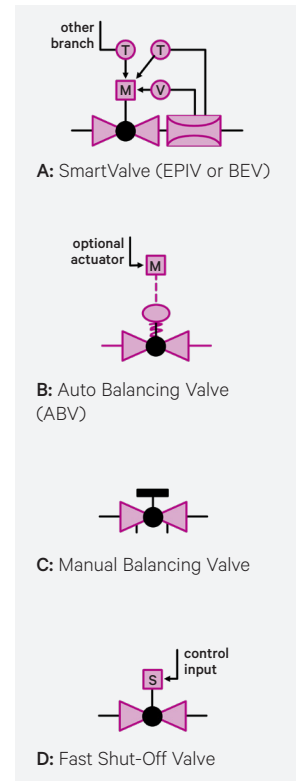 other
branch
T
T
M
V
A: SmartValve (EPIV or BEV)
optional
actuator
M
B: Auto Balancing Valve
(ABV)
C: Manual Balancing Valve
control
input
S
D: Fast Shut-Off Valve